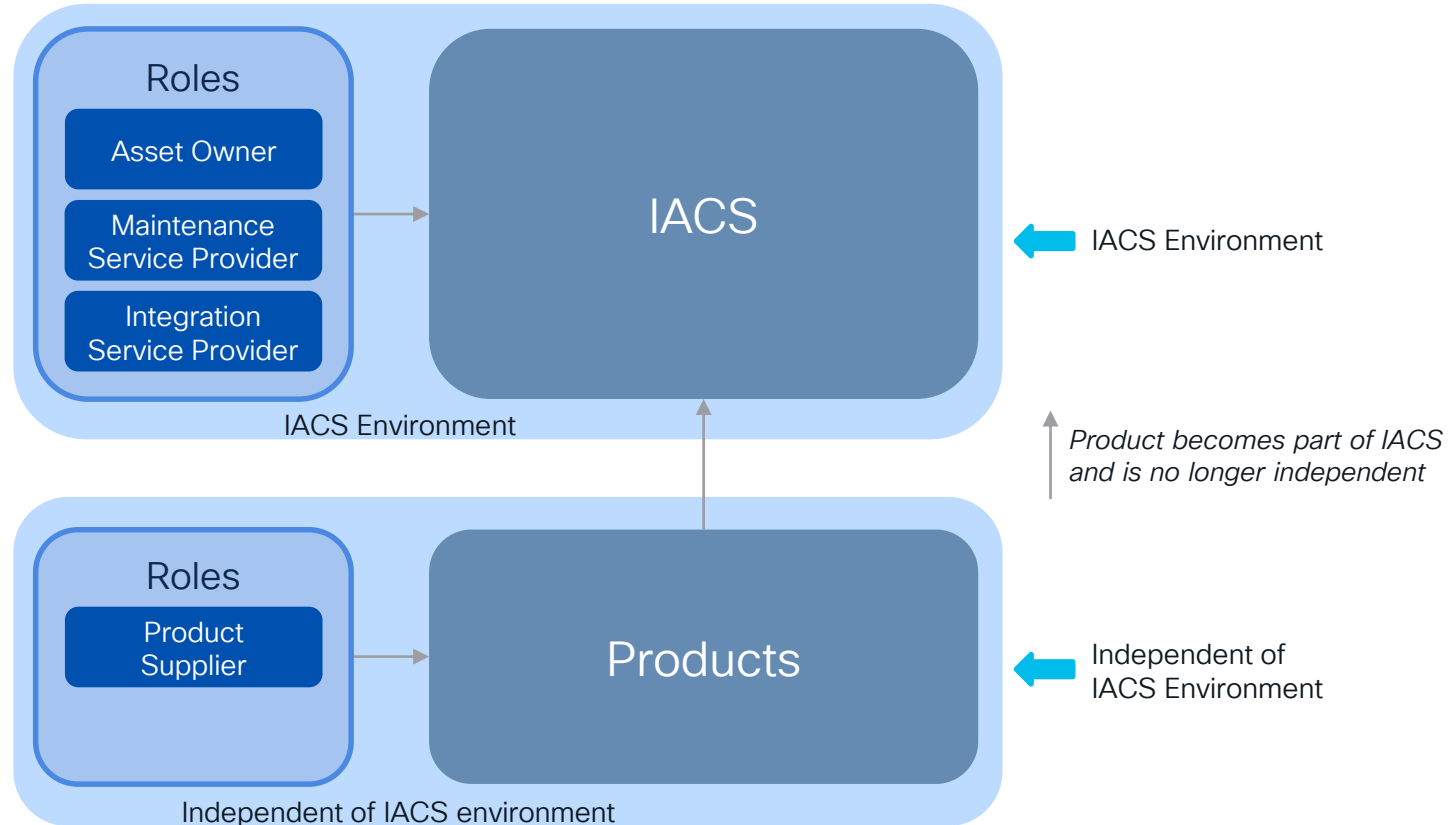 Roles
Asset Owner
Maintenance
Service Provider
Integration
Service Provider
IACS
IACS Environment
IACS Environment
Product becomes part of IACS
and is no longer independent
Roles
Product
Supplier
Products
Independent of
IACS Environment
Independent of IACS environment